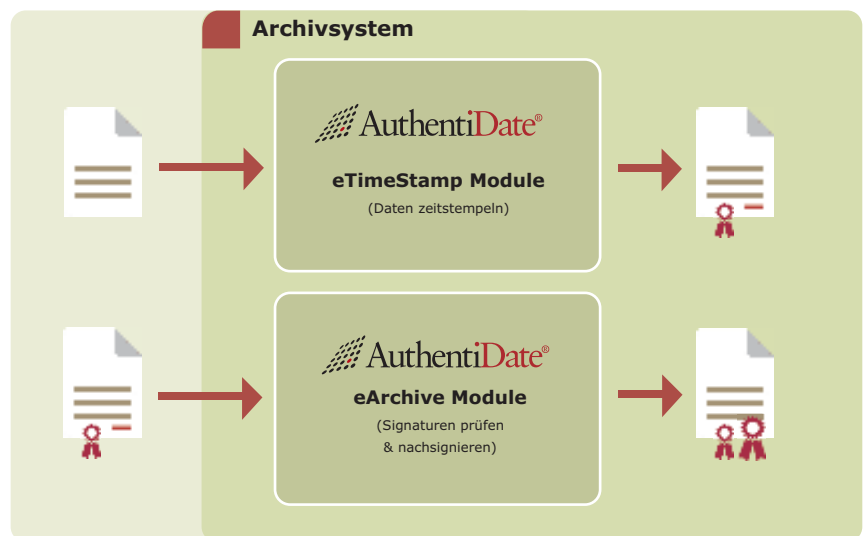 Archivsystem
AuthentiDate®
eTimeStamp Module
(Daten zeitstempeln)
AuthentiDate®
eArchive Module
(Signaturen prüfen
& nachsignieren)